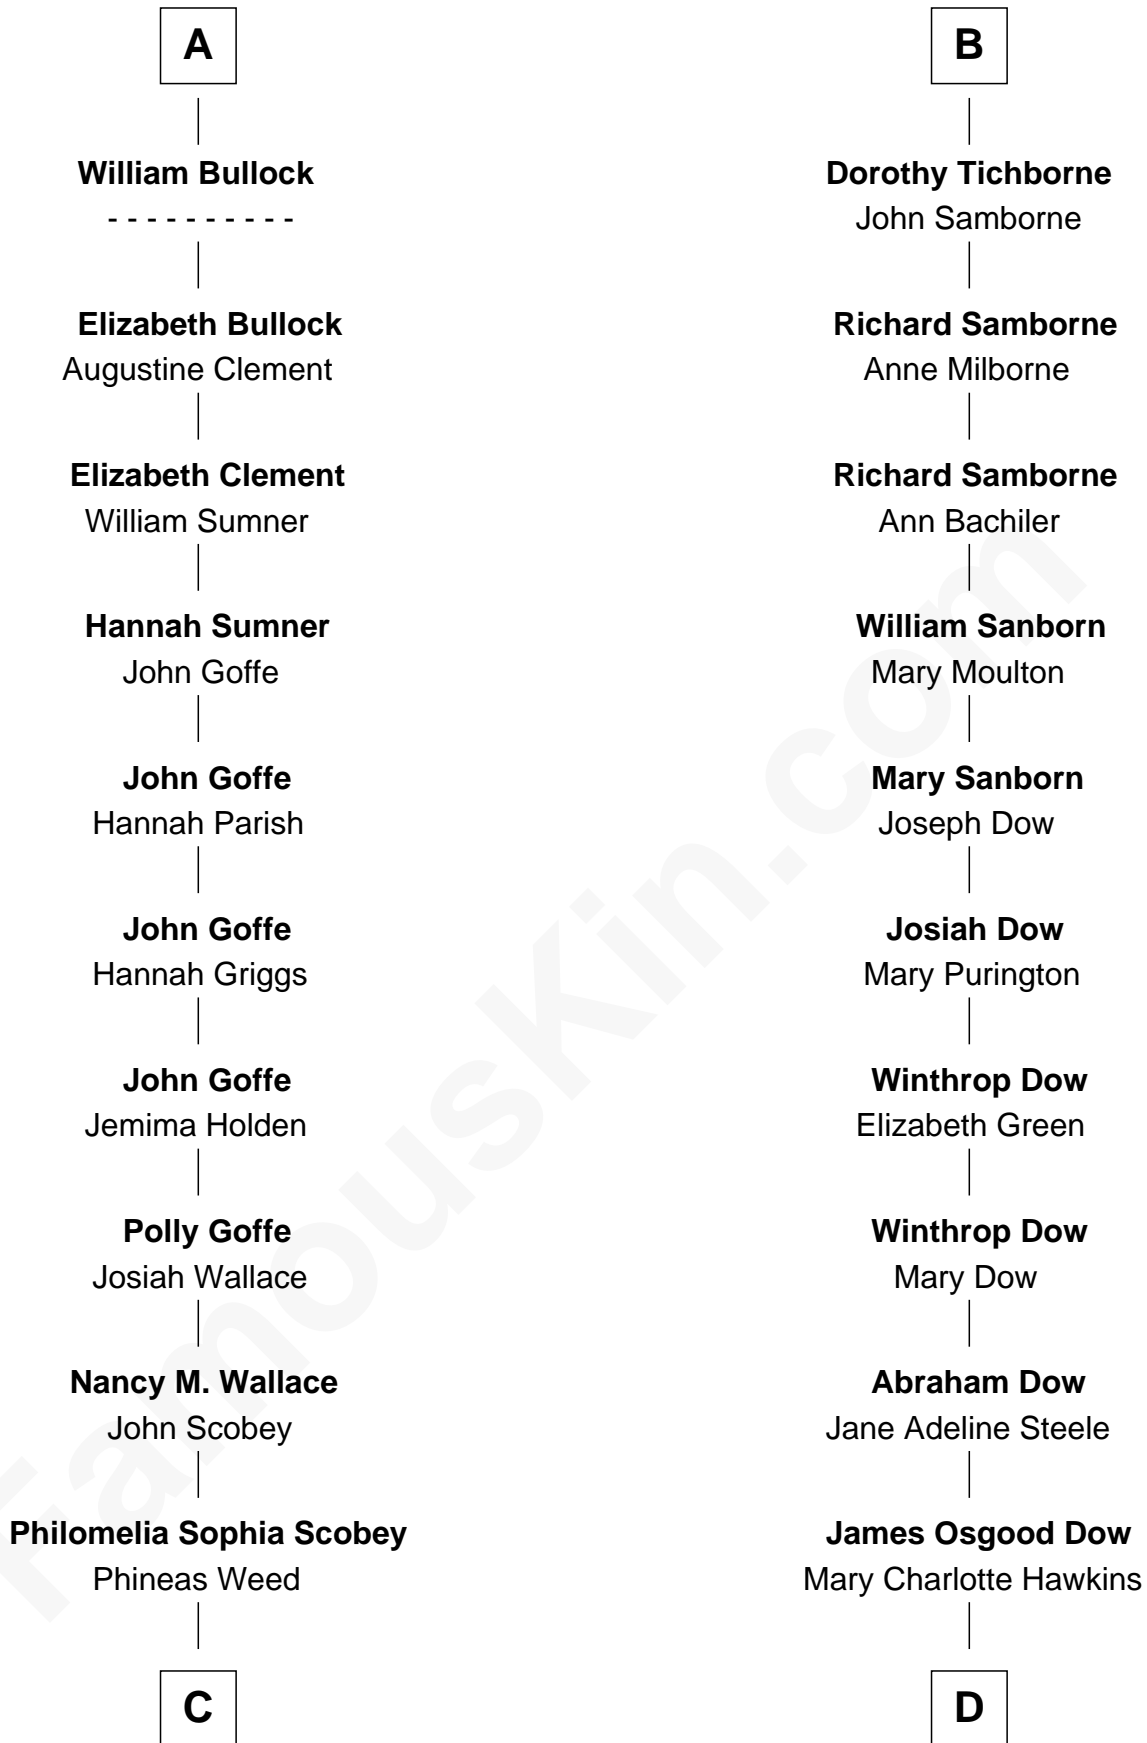 A
William Bullock
- - - - - - - - - -
Elizabeth Bullock
Augustine Clement
Elizabeth Clement
William Sumner
Hannah Sumner
John Goffe
John Goffe
Hannah Parish
John Goffe
Hannah Griggs
John Goffe
Jemima Holden
Polly Goffe
Josiah Wallace
Nancy M. Wallace
John Scobey
Philomelia Sophia Scobey
Phineas Weed
C
B
Dorothy Tichborne
John Samborne
Richard Samborne
Anne Milborne
Richard Samborne
Ann Bachiler
William Sanborn
Mary Moulton
Mary Sanborn
Joseph Dow
Josiah Dow
Mary Purington
Winthrop Dow
Elizabeth Green
Winthrop Dow
Mary Dow
Abraham Dow
Jane Adeline Steele
James Osgood Dow
Mary Charlotte Hawkins
D
FamousKin.com